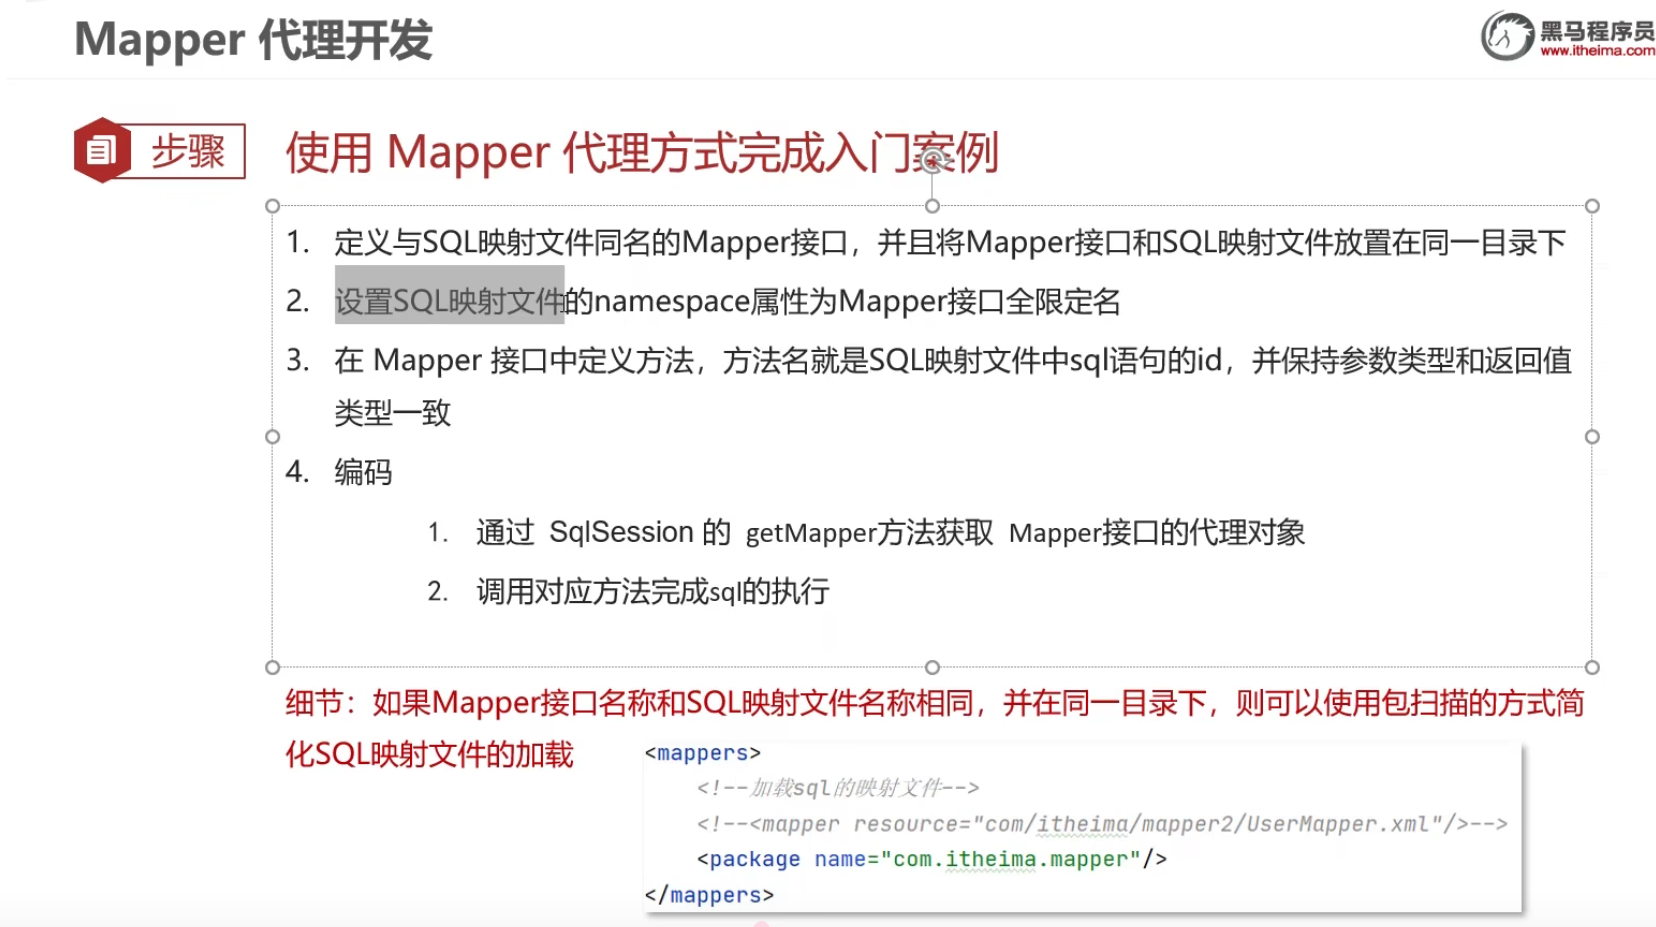 Mapper 代理开发
黑马程序员
www.itheima.com
步骤
使用 Mapper 代理方式完成入门案例
1. 定义与SQL映射文件同名的Mapper接口，并且将Mapper接口和SQL映射文件放置在同一目录下
2. 设置SQL映射文件的namespace属性为Mapper接口全限定名
3. 在 Mapper 接口中定义方法，方法名就是SQL映射文件中sql语句的id，并保持参数类型和返回值
类型一致
4. 编码
1. 通过 SqlSession 的 getMapper方法获取 Mapper接口的代理对象
2. 调用对应方法完成sql的执行
细节：如果Mapper接口名称和SQL映射文件名称相同，并在同一目录下，则可以使用包扫描的方式简
化SQL映射文件的加载
<mappers>
<!--加载sql的映射文件-->
<!--<mapper resource="com/itheima/mapper2/UserMapper.xml"/>-->
<package name="com.itheima.mapper"/>
</mappers>